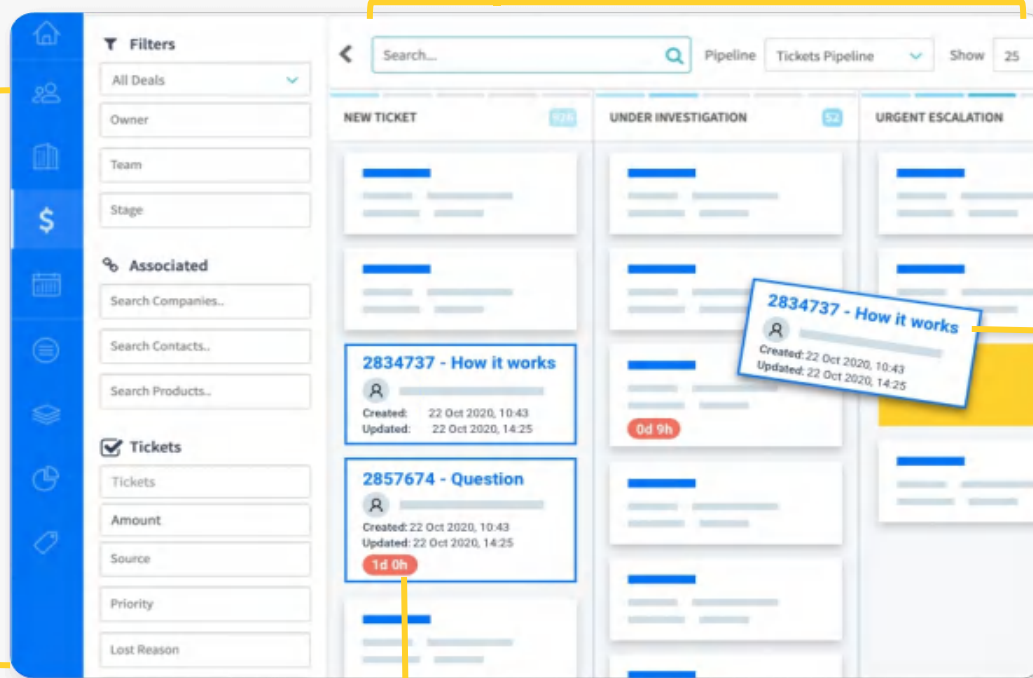 Filters
All Deals
Owner
Team
Stage
Associated
Search Companies..
Search Contacts..
Search Products..
Tickets
Tickets
Amount
Source
Priority
Lost Reason
Search...
Pipeline
Tickets Pipeline
Show
25
NEW TICKET
926
2834737 - How it works
Created: 22 Oct 2020, 10:43
Updated: 22 Oct 2020, 14:25
2857674 - Question
Created: 22 Oct 2020, 10:43
Updated: 22 Oct 2020, 14:25
1d 0h
UNDER INVESTIGATION
52
0d 9h
2834737 - How it works
Created: 22 Oct 2020, 10:43
Updated: 22 Oct 2020, 14:25
URGENT ESCALATION